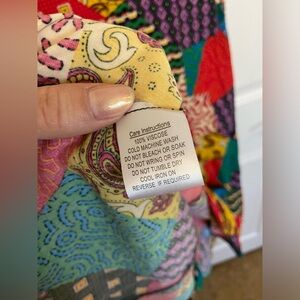 Care Instructions
100% VISCOSE
COLD MACHINE WASH
DO NOT BLEACH OR SOAK
DO NOT WRING OR SPIN
DO NOT TUMBLE DRY
COOL IRON ON
REVERSE IF REQUIRED